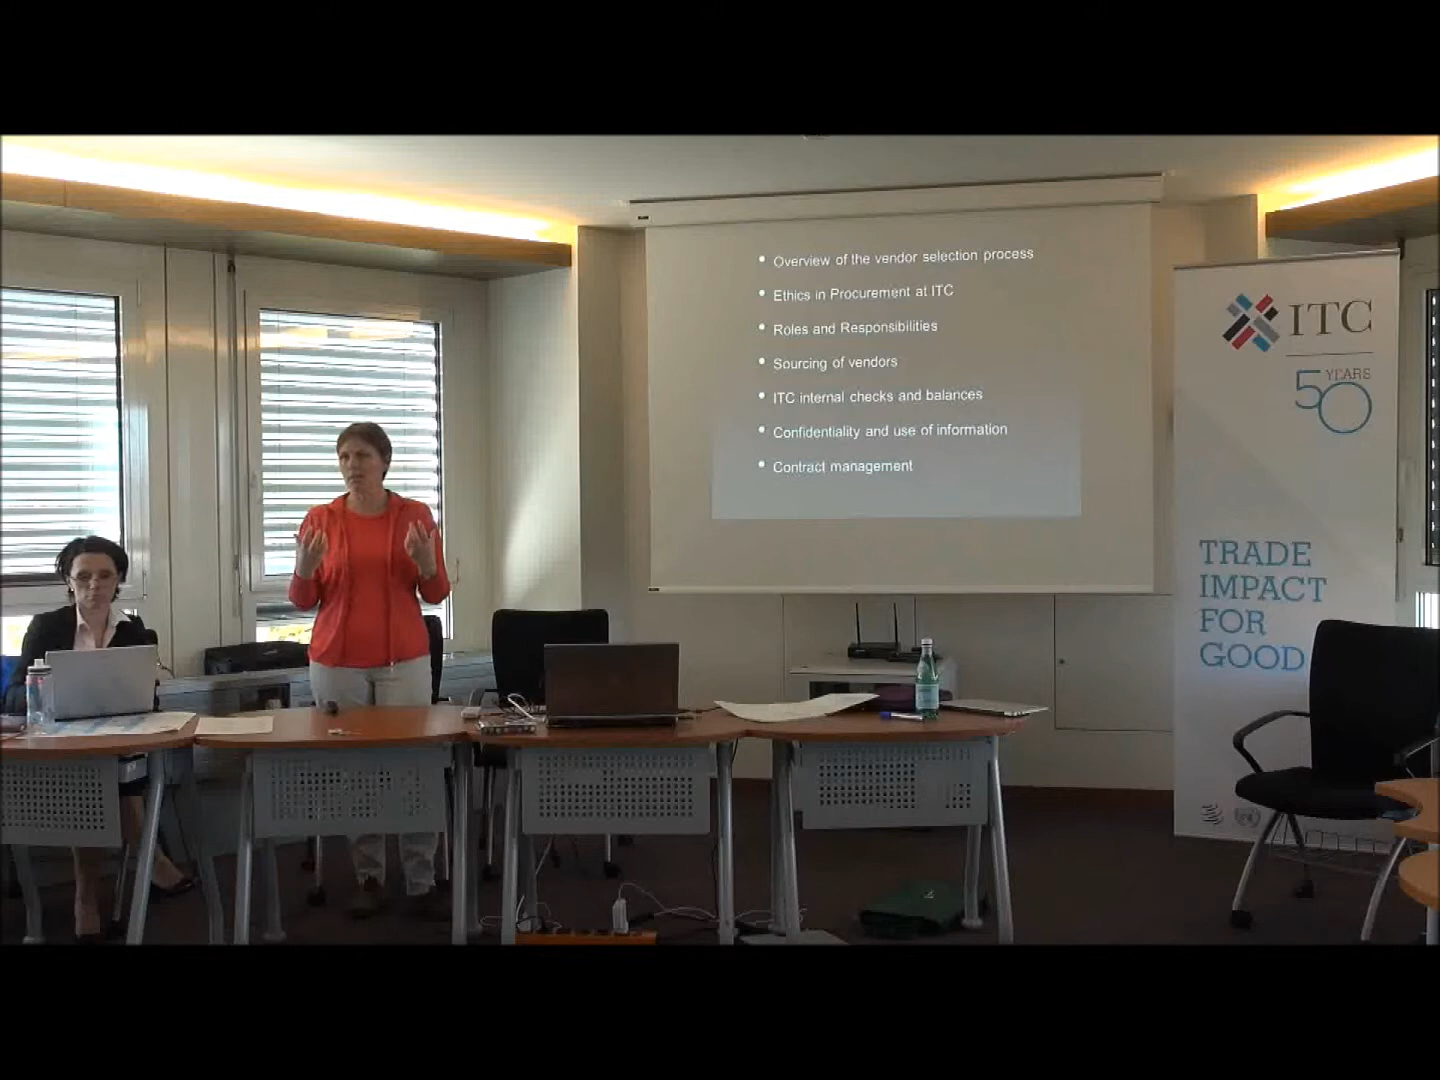 • Overview of the vendor selection process
• Ethics in Procurement at ITC
• Roles and Responsibilities
• Sourcing of vendors
• ITC internal checks and balances
• Confidentiality and use of information
• Contract management
ITC
50 YEARS
TRADE
IMPACT
FOR
GOOD